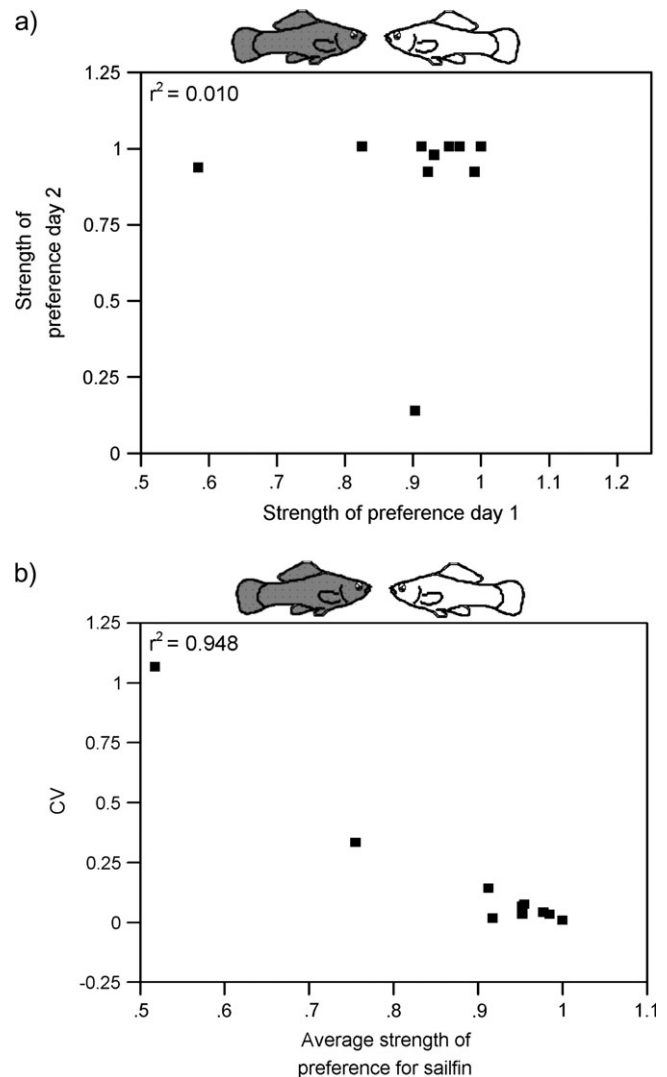 a)
1.25
r² = 0.010
1
0.75
0.5
0.25
0
Strength of
preference day 2
.5 .6 .7 .8 .9 1 1.1 1.2
Strength of preference day 1
b)
1.25
r² = 0.948
1
0.75
0.5
0.25
0
-0.25
CV
.5 .6 .7 .8 .9 1 1.1
Average strength of
preference for sailfin